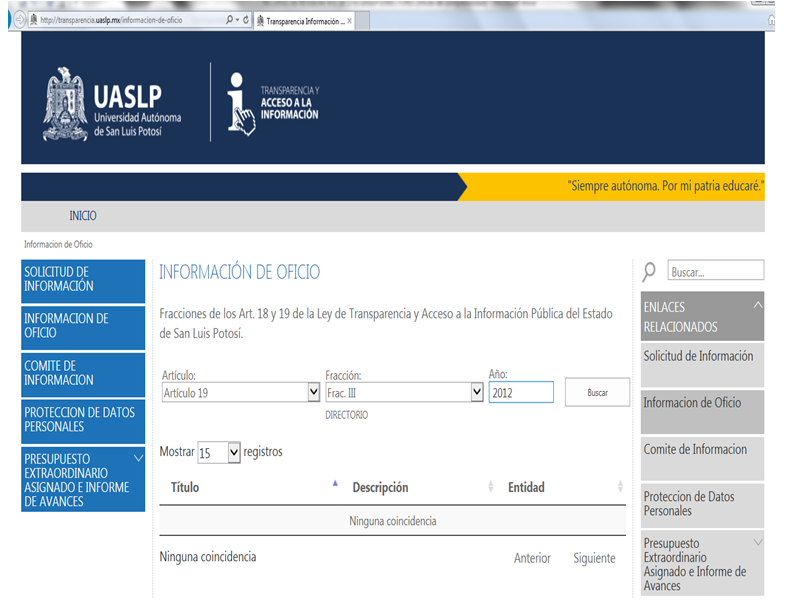 http://transparencia.uaslp.mx/informacion-de-oficio
Transparencia Información ...
UASLP
Universidad Autónoma
de San Luis Potosí
TRANSPARENCIA Y
ACCESO A LA
INFORMACIÓN
"Siempre autónoma. Por mi patria educaré."
INICIO
Informacion de Oficio
SOLICITUD DE
INFORMACIÓN
INFORMACION DE
OFICIO
COMITE DE
INFORMACION
PROTECCION DE DATOS
PERSONALES
PRESUPUESTO
EXTRAORDINARIO
ASIGNADO E INFORME
DE AVANCES
INFORMACIÓN DE OFICIO
Fracciones de los Art. 18 y 19 de la Ley de Transparencia y Acceso a la Información Pública del Estado
de San Luis Potosí.
Artículo: Fracción: Año:
Artículo 19 Frac. III 2012 Buscar
DIRECTORIO
Mostrar 15 registros
Título Descripción Entidad
Ninguna coincidencia
Ninguna coincidencia Anterior Siguiente
Buscar...
ENLACES
RELACIONADOS
Solicitud de Información
Informacion de Oficio
Comite de Informacion
Proteccion de Datos
Personales
Presupuesto
Extraordinario
Asignado e Informe de
Avances